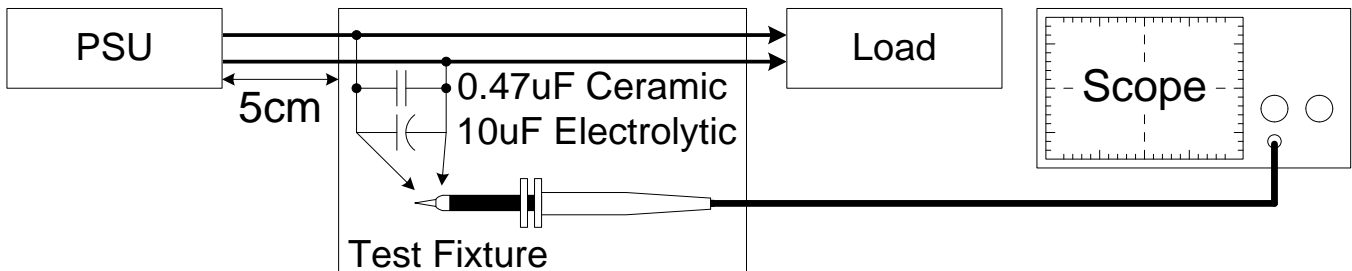 PSU
Load
Scope
5cm
0.47uF Ceramic
10uF Electrolytic
Test Fixture